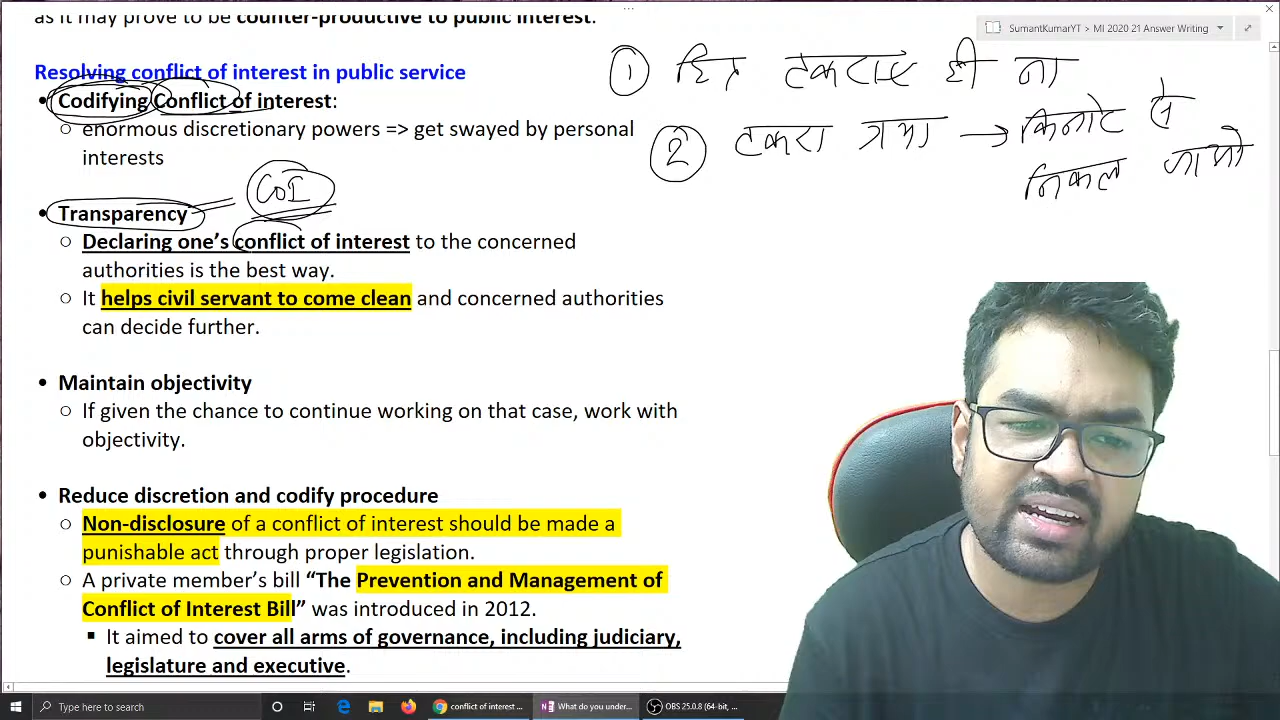 as it may prove to be counter-productive to public interest.
SumantKumarYT > MI 2020 21 Answer Writing
Resolving conflict of interest in public service
① हित टकराए ही ना
• Codifying Conflict of interest:
○ enormous discretionary powers => get swayed by personal
interests
② टकरा गया → किनारे से
निकल जाओ
COI
• Transparency
○ Declaring one's conflict of interest to the concerned
authorities is the best way.
○ It helps civil servant to come clean and concerned authorities
can decide further.
• Maintain objectivity
○ If given the chance to continue working on that case, work with
objectivity.
• Reduce discretion and codify procedure
○ Non-disclosure of a conflict of interest should be made a
punishable act through proper legislation.
○ A private member's bill “The Prevention and Management of
Conflict of Interest Bill” was introduced in 2012.
▪ It aimed to cover all arms of governance, including judiciary,
legislature and executive.
Type here to search
conflict of interest ...
What do you under...
OBS 25.0.8 (64-bit, ...